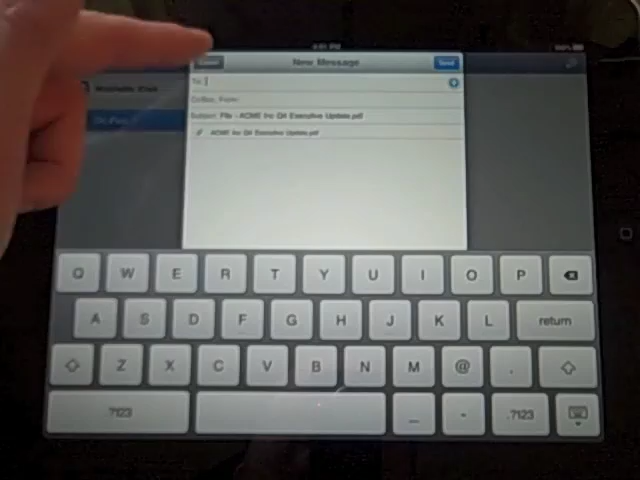 Cancel New Message Send
To:
Cc/Bcc, From:
Subject: File - ACME Inc Q4 Executive Update.pdf
ACME Inc Q4 Executive Update.pdf
Q W E R T Y U I O P
A S D F G H J K L return
Z X C V B N M @ .
.?123 _ - .?123